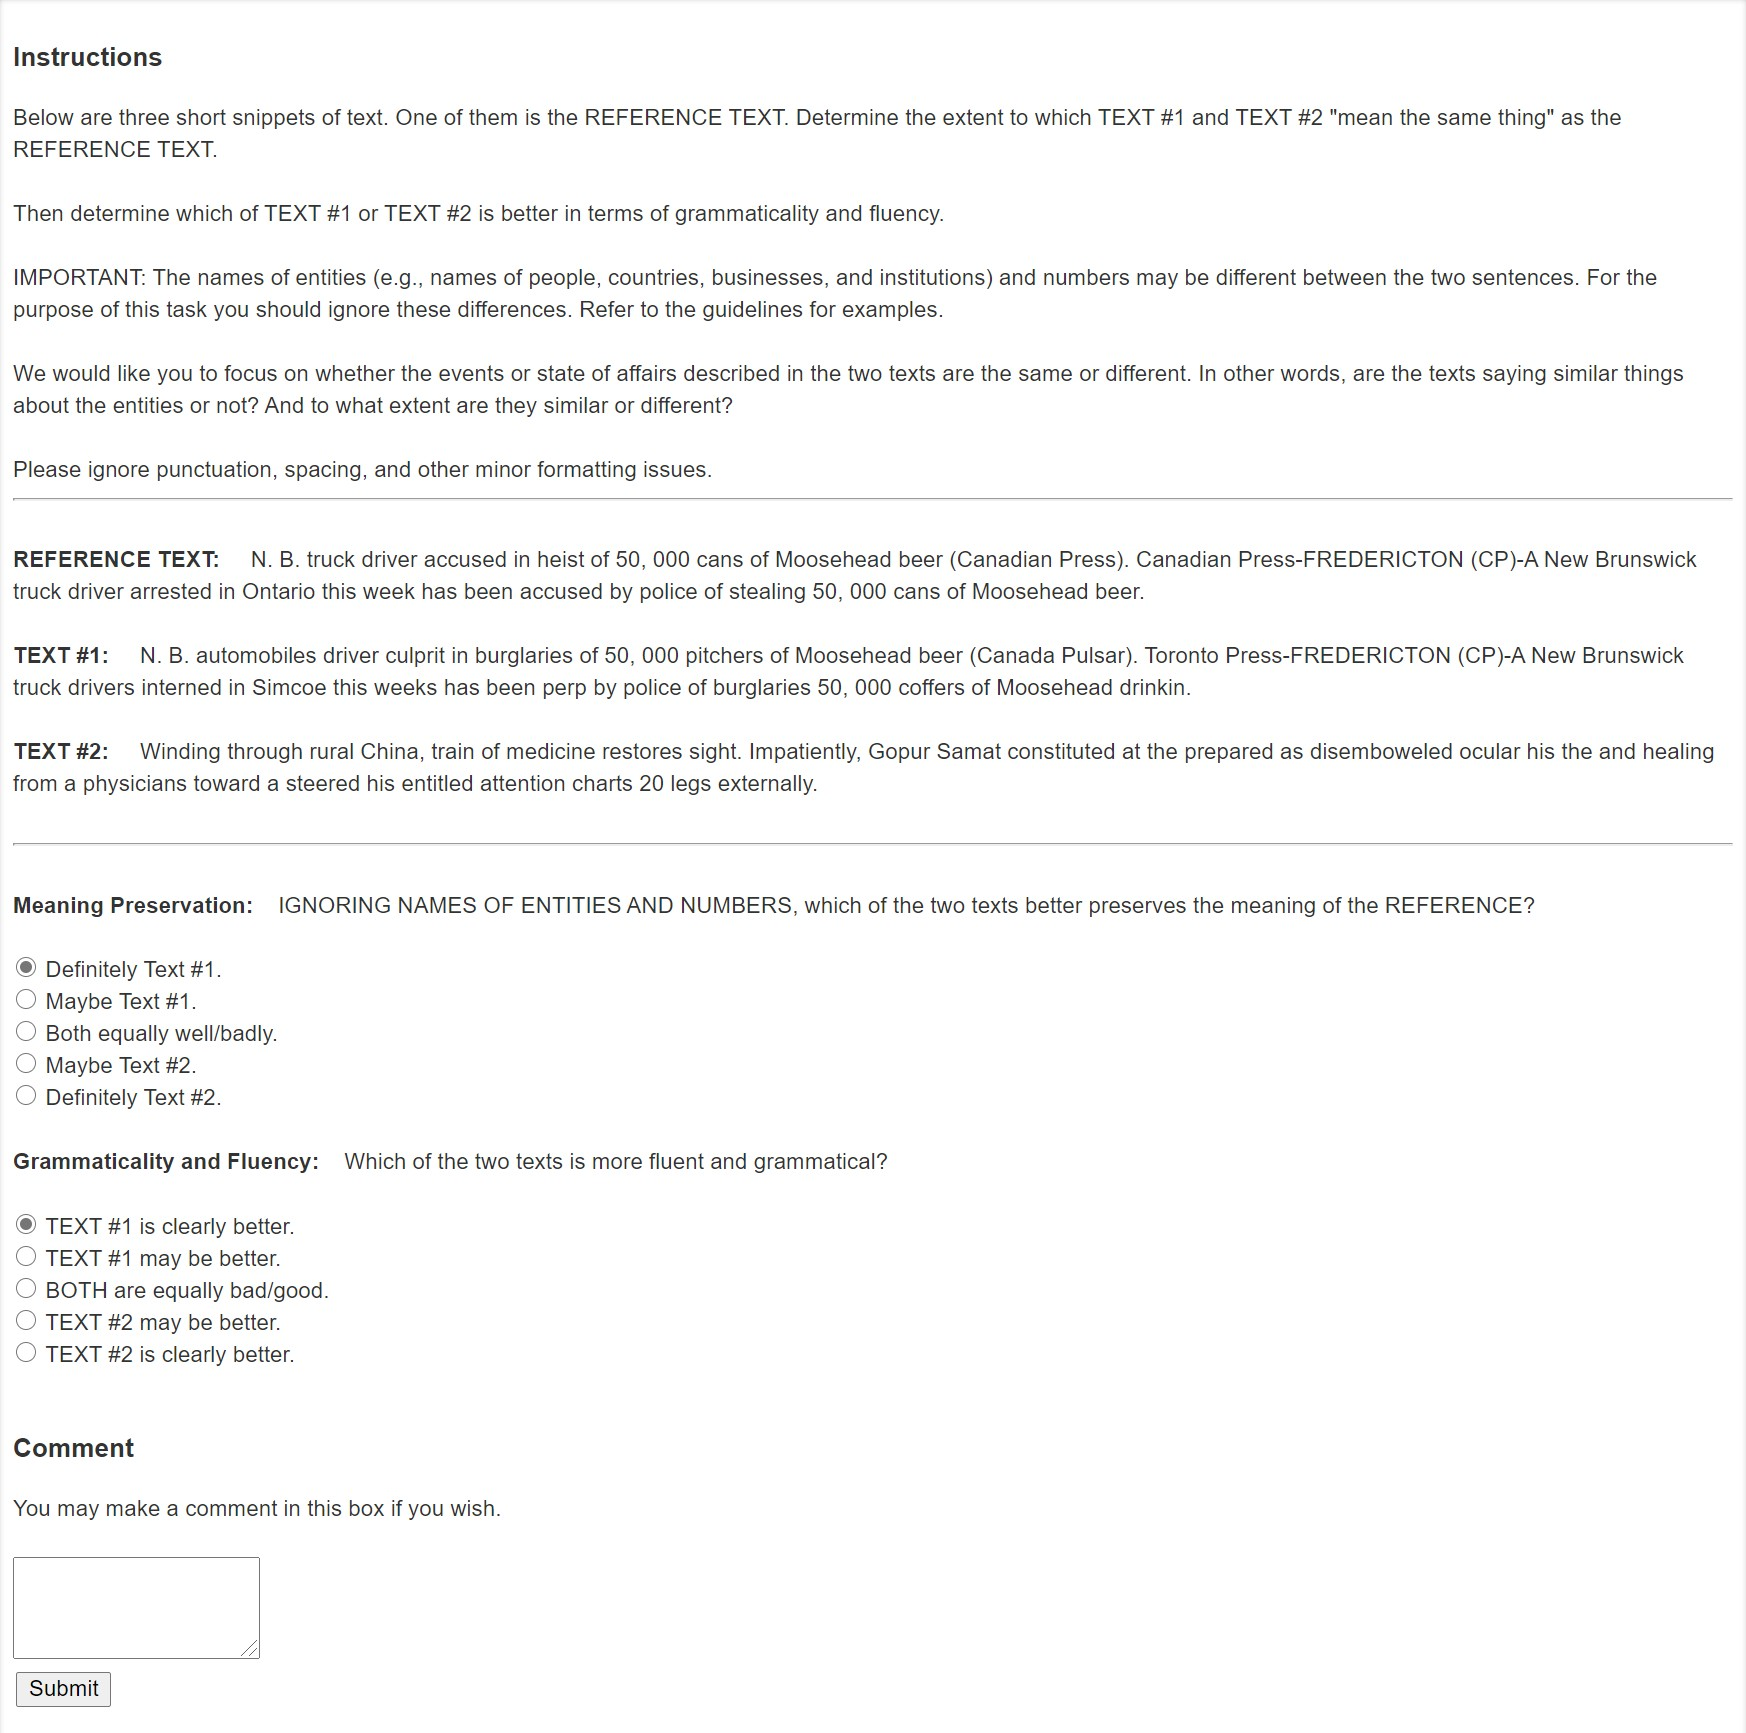 Instructions
Below are three short snippets of text. One of them is the REFERENCE TEXT. Determine the extent to which TEXT #1 and TEXT #2 "mean the same thing" as the
REFERENCE TEXT.
Then determine which of TEXT #1 or TEXT #2 is better in terms of grammaticality and fluency.
IMPORTANT: The names of entities (e.g., names of people, countries, businesses, and institutions) and numbers may be different between the two sentences. For the
purpose of this task you should ignore these differences. Refer to the guidelines for examples.
We would like you to focus on whether the events or state of affairs described in the two texts are the same or different. In other words, are the texts saying similar things
about the entities or not? And to what extent are they similar or different?
Please ignore punctuation, spacing, and other minor formatting issues.
REFERENCE TEXT: N. B. truck driver accused in heist of 50, 000 cans of Moosehead beer (Canadian Press). Canadian Press-FREDERICTON (CP)-A New Brunswick
truck driver arrested in Ontario this week has been accused by police of stealing 50, 000 cans of Moosehead beer.
TEXT #1: N. B. automobiles driver culprit in burglaries of 50, 000 pitchers of Moosehead beer (Canada Pulsar). Toronto Press-FREDERICTON (CP)-A New Brunswick
truck drivers interned in Simcoe this weeks has been perp by police of burglaries 50, 000 coffers of Moosehead drinkin.
TEXT #2: Winding through rural China, train of medicine restores sight. Impatiently, Gopur Samat constituted at the prepared as disemboweled ocular his the and healing
from a physicians toward a steered his entitled attention charts 20 legs externally.
Meaning Preservation: IGNORING NAMES OF ENTITIES AND NUMBERS, which of the two texts better preserves the meaning of the REFERENCE?
Definitely Text #1.
Maybe Text #1.
Both equally well/badly.
Maybe Text #2.
Definitely Text #2.
Grammaticality and Fluency: Which of the two texts is more fluent and grammatical?
TEXT #1 is clearly better.
TEXT #1 may be better.
BOTH are equally bad/good.
TEXT #2 may be better.
TEXT #2 is clearly better.
Comment
You may make a comment in this box if you wish.
Submit